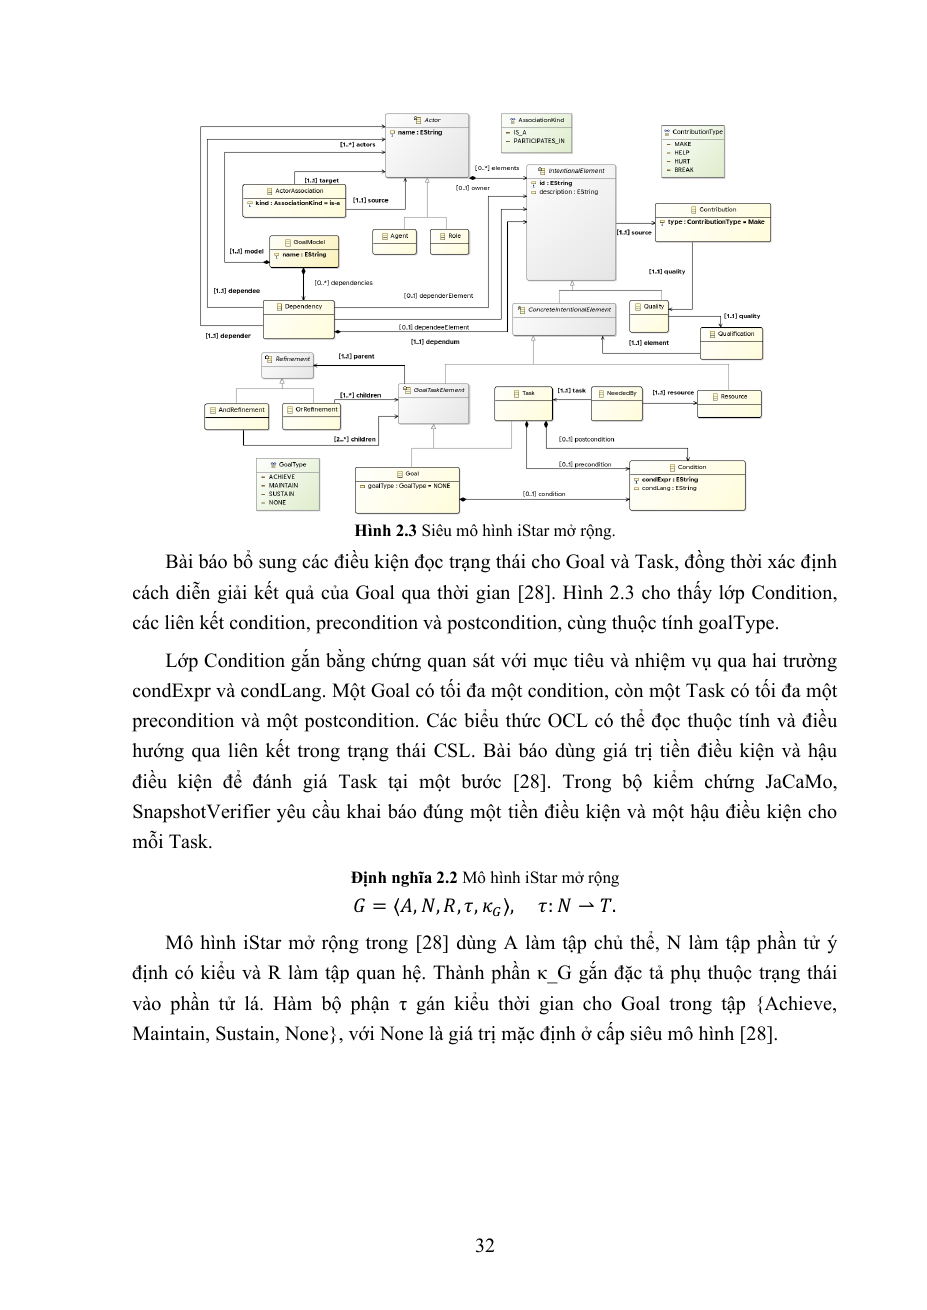 Actor
name : EString
AssociationKind
IS_A
PARTICIPATES_IN
ContributionType
MAKE
HELP
HURT
BREAK
[1..*] actors
[0..*] elements
[0..1] owner
IntentionalElement
id : EString
description : EString
[1..1] target
ActorAssociation
kind : AssociationKind = is-a
[1..1] source
Contribution
type : ContributionType = Make
[1..1] source
Agent
Role
GoalModel
name : EString
[1..1] model
[1..1] quality
[0..*] dependencies
[1..1] dependee
[0..1] dependerElement
Dependency
ConcreteIntentionalElement
Quality
[1..1] quality
[0..1] dependeeElement
[1..1] depender
[1..1] dependum
[1..1] element
Qualification
Refinement
[1..1] parent
GoalTaskElement
[1..*] children
Task
[1..1] task
NeededBy
[1..1] resource
Resource
AndRefinement
OrRefinement
[2..*] children
[0..1] postcondition
GoalType
ACHIEVE
MAINTAIN
SUSTAIN
NONE
Goal
goalType : GoalType = NONE
[0..1] precondition
[0..1] condition
Condition
condExpr : EString
condLang : EString
Hình 2.3 Siêu mô hình iStar mở rộng.
Bài báo bổ sung các điều kiện đọc trạng thái cho Goal và Task, đồng thời xác định
cách diễn giải kết quả của Goal qua thời gian [28]. Hình 2.3 cho thấy lớp Condition,
các liên kết condition, precondition và postcondition, cùng thuộc tính goalType.
Lớp Condition gắn bằng chứng quan sát với mục tiêu và nhiệm vụ qua hai trường
condExpr và condLang. Một Goal có tối đa một condition, còn một Task có tối đa một
precondition và một postcondition. Các biểu thức OCL có thể đọc thuộc tính và điều
hướng qua liên kết trong trạng thái CSL. Bài báo dùng giá trị tiền điều kiện và hậu
điều kiện để đánh giá Task tại một bước [28]. Trong bộ kiểm chứng JaCaMo,
SnapshotVerifier yêu cầu khai báo đúng một tiền điều kiện và một hậu điều kiện cho
mỗi Task.
Định nghĩa 2.2 Mô hình iStar mở rộng
G = ⟨A, N, R, τ, κ_G⟩, τ: N ⇀ T.
Mô hình iStar mở rộng trong [28] dùng A làm tập chủ thể, N làm tập phần tử ý
định có kiểu và R làm tập quan hệ. Thành phần κ_G gắn đặc tả phụ thuộc trạng thái
vào phần tử lá. Hàm bộ phận τ gán kiểu thời gian cho Goal trong tập {Achieve,
Maintain, Sustain, None}, với None là giá trị mặc định ở cấp siêu mô hình [28].
32